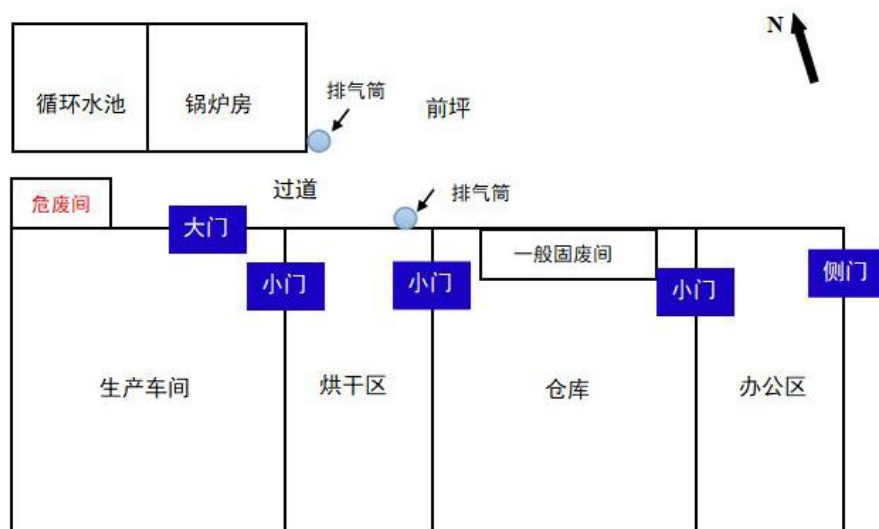 N
排气筒
循环水池
锅炉房
前坪
危废间
过道
排气筒
大门
一般固废间
侧门
小门
小门
小门
生产车间
烘干区
仓库
办公区